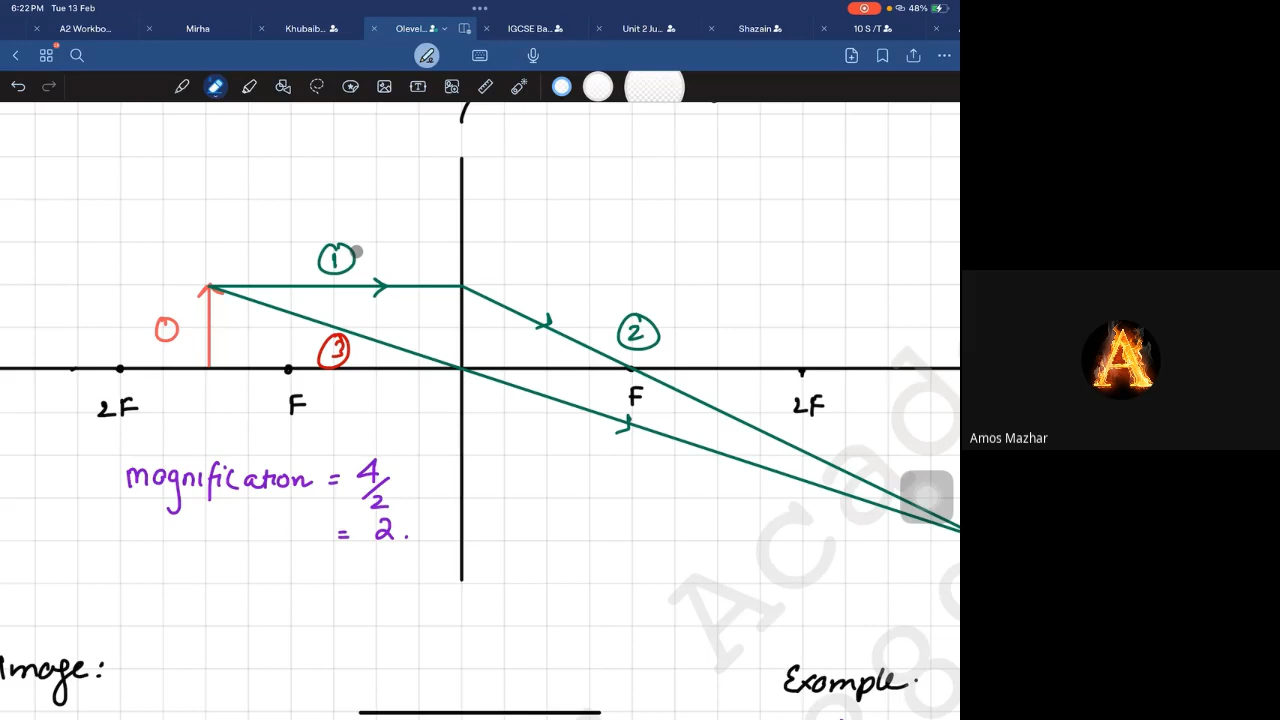 6:22 PM Tue 13 Feb
48%
A2 Workbo...
Mirha
Khubaib...
Olevel...
IGCSE Ba...
Unit 2 Ju...
Shazain...
10 S / T...
1
2
3
2F
F
F
2F
magnification = 4/2
= 2.
Image:
Example.
Acad
Amos Mazhar